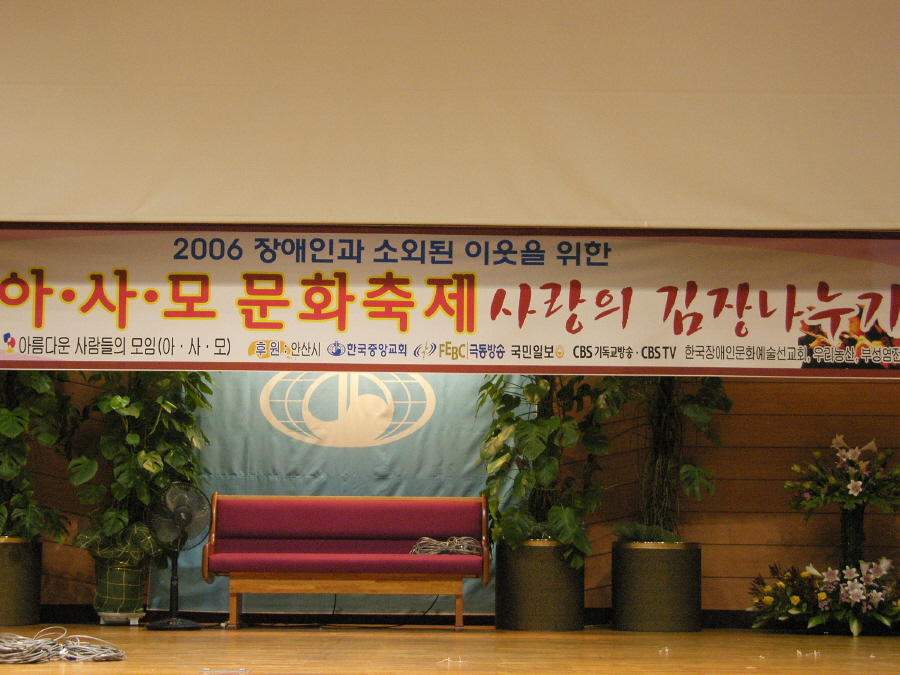 2006 장애인과 소외된 이웃을 위한
아·사·모 문화축제 사랑의 김장나누기
아름다운 사람들의 모임(아·사·모) 후원 안산시 한국중앙교회 FEBC 극동방송 국민일보 CBS 기독교방송·CBS TV 한국장애인문화예술선교회, 우리농산, 부성영전